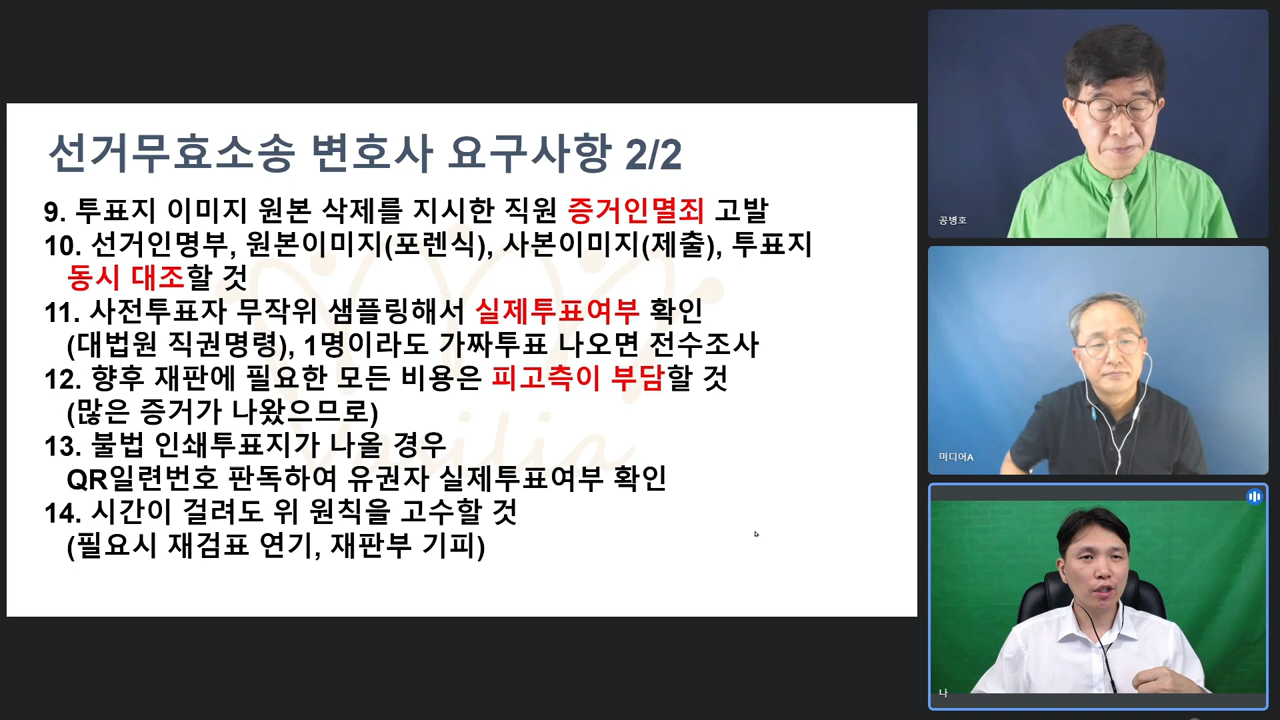 선거무효소송 변호사 요구사항 2/2
9. 투표지 이미지 원본 삭제를 지시한 직원 증거인멸죄 고발
10. 선거인명부, 원본이미지(포렌식), 사본이미지(제출), 투표지
동시 대조할 것
11. 사전투표자 무작위 샘플링해서 실제투표여부 확인
(대법원 직권명령), 1명이라도 가짜투표 나오면 전수조사
12. 향후 재판에 필요한 모든 비용은 피고측이 부담할 것
(많은 증거가 나왔으므로)
13. 불법 인쇄투표지가 나올 경우
QR일련번호 판독하여 유권자 실제투표여부 확인
14. 시간이 걸려도 위 원칙을 고수할 것
(필요시 재검표 연기, 재판부 기피)
공병호
미디어A
나